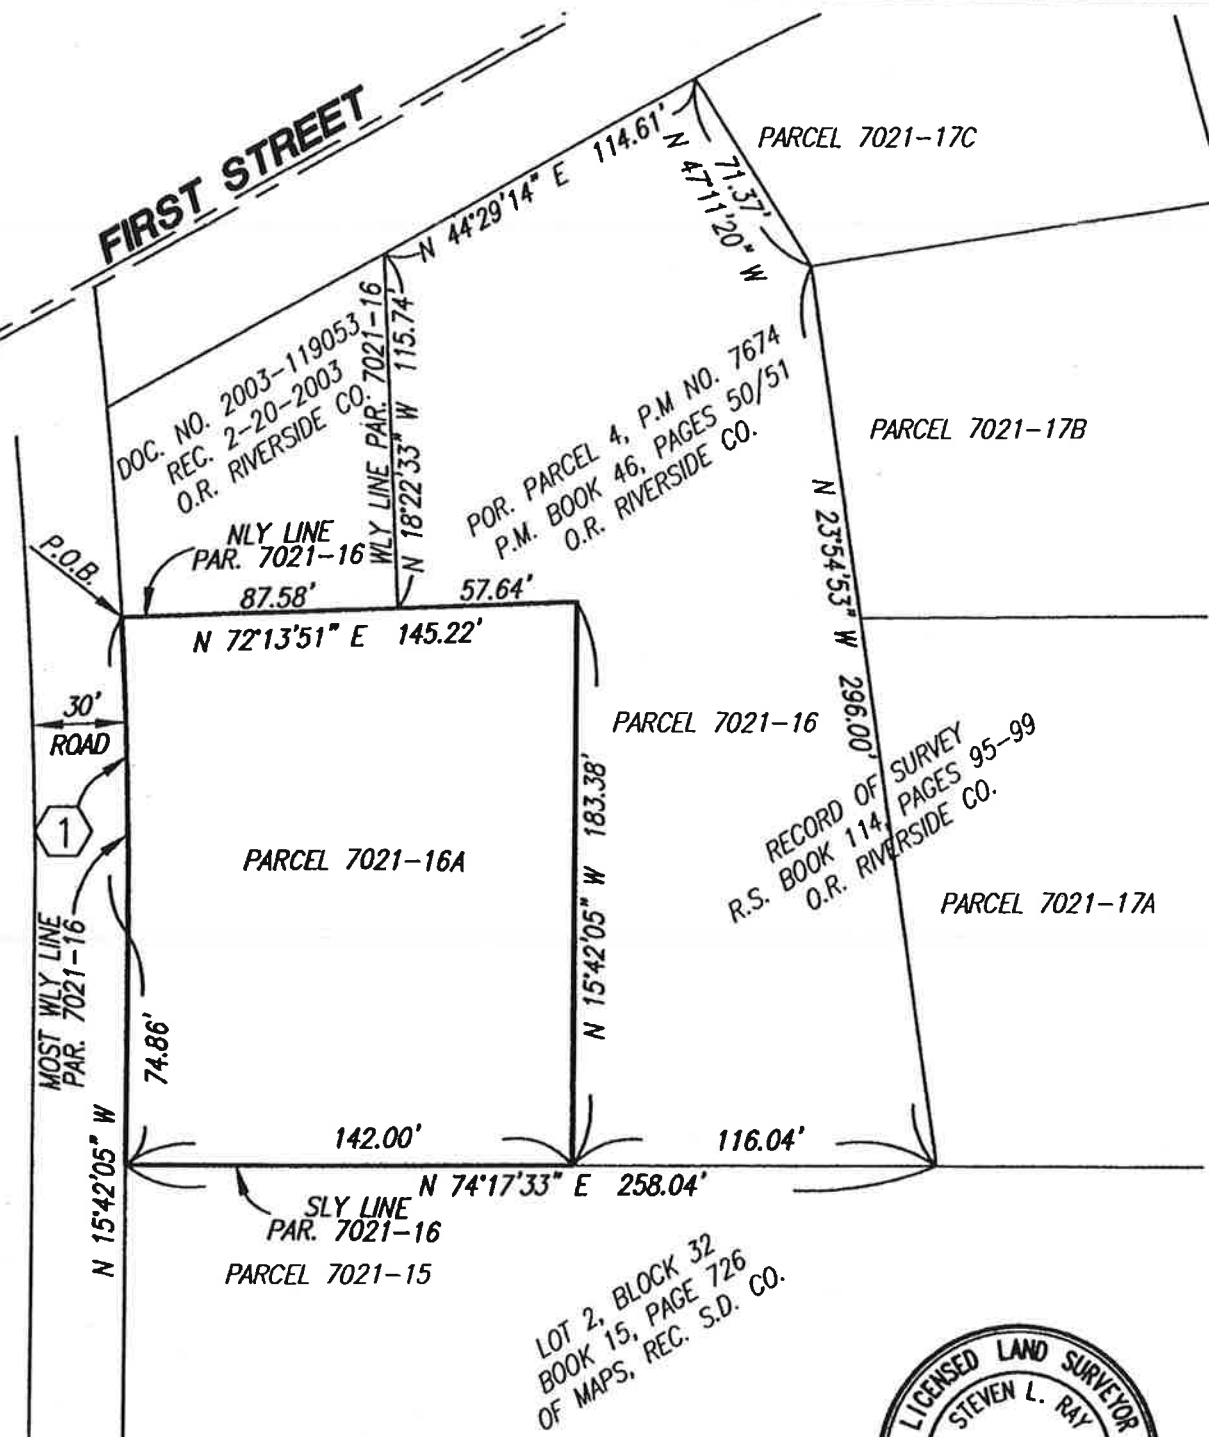 FIRST STREET
N 44°29'14" E 114.61'
71.37'
N 47°11'20" W
PARCEL 7021-17C
DOC. NO. 2003-119053
REC. 2-20-2003
O.R. RIVERSIDE CO.
WLY LINE PAR. 7021-16
N 18°22'33" W 115.74'
POR. PARCEL 4, P.M NO. 7674
P.M. BOOK 46, PAGES 50/51
O.R. RIVERSIDE CO.
PARCEL 7021-17B
N 23°54'53" W 296.00'
P.O.B.
NLY LINE
PAR. 7021-16
87.58'
57.64'
N 72°13'51" E 145.22'
30'
ROAD
1
PARCEL 7021-16
N 15°42'05" W 183.38'
RECORD OF SURVEY
R.S. BOOK 114, PAGES 95-99
O.R. RIVERSIDE CO.
PARCEL 7021-16A
PARCEL 7021-17A
MOST WLY LINE
PAR. 7021-16
74.86'
N 15°42'05" W
142.00'
116.04'
N 74°17'33" E 258.04'
SLY LINE
PAR. 7021-16
PARCEL 7021-15
LOT 2, BLOCK 32
BOOK 15, PAGE 726
OF MAPS, REC. S.D. CO.
LICENSED LAND SURVEYOR
STEVEN L. RAY